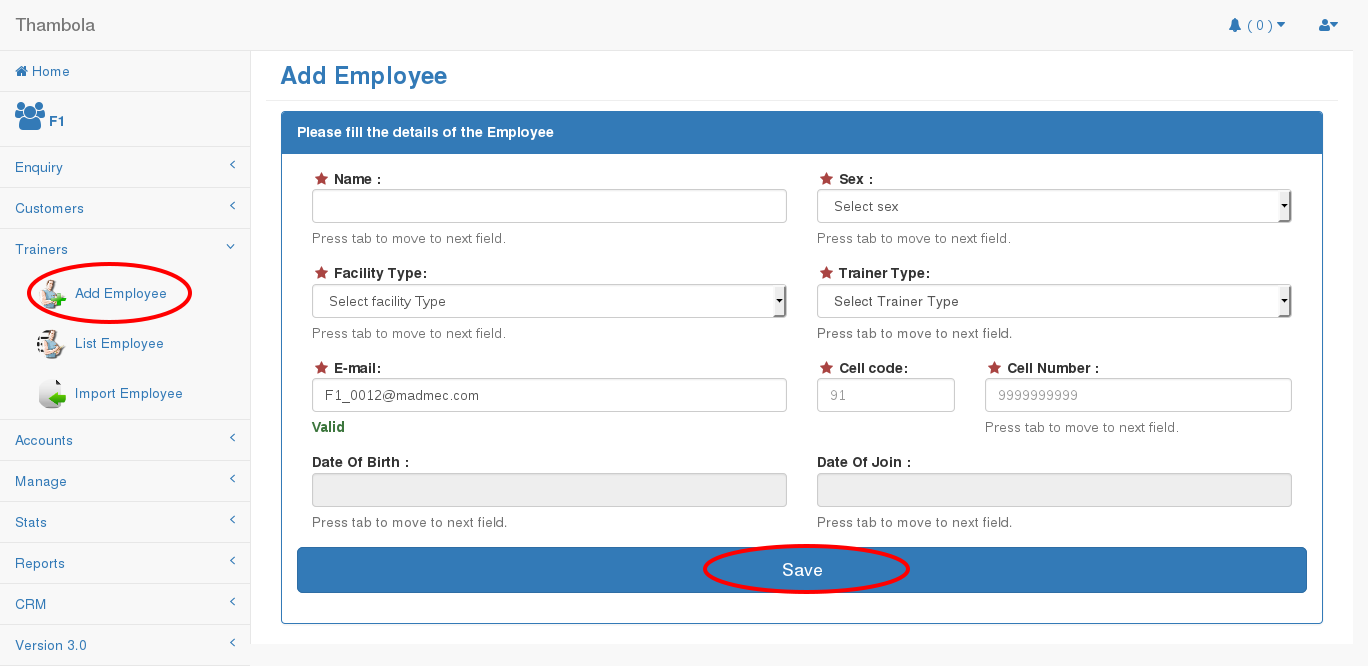 Thambola
( 0 )
Home
F1
Enquiry
Customers
Trainers
Add Employee
List Employee
Import Employee
Accounts
Manage
Stats
Reports
CRM
Version 3.0
Add Employee
Please fill the details of the Employee
Name :
Sex :
Select sex
Press tab to move to next field.
Press tab to move to next field.
Facility Type:
Trainer Type:
Select facility Type
Select Trainer Type
Press tab to move to next field.
Press tab to move to next field.
E-mail:
Cell code:
Cell Number :
F1_0012@madmec.com
91
9999999999
Valid
Press tab to move to next field.
Date Of Birth :
Date Of Join :
Press tab to move to next field.
Press tab to move to next field.
Save